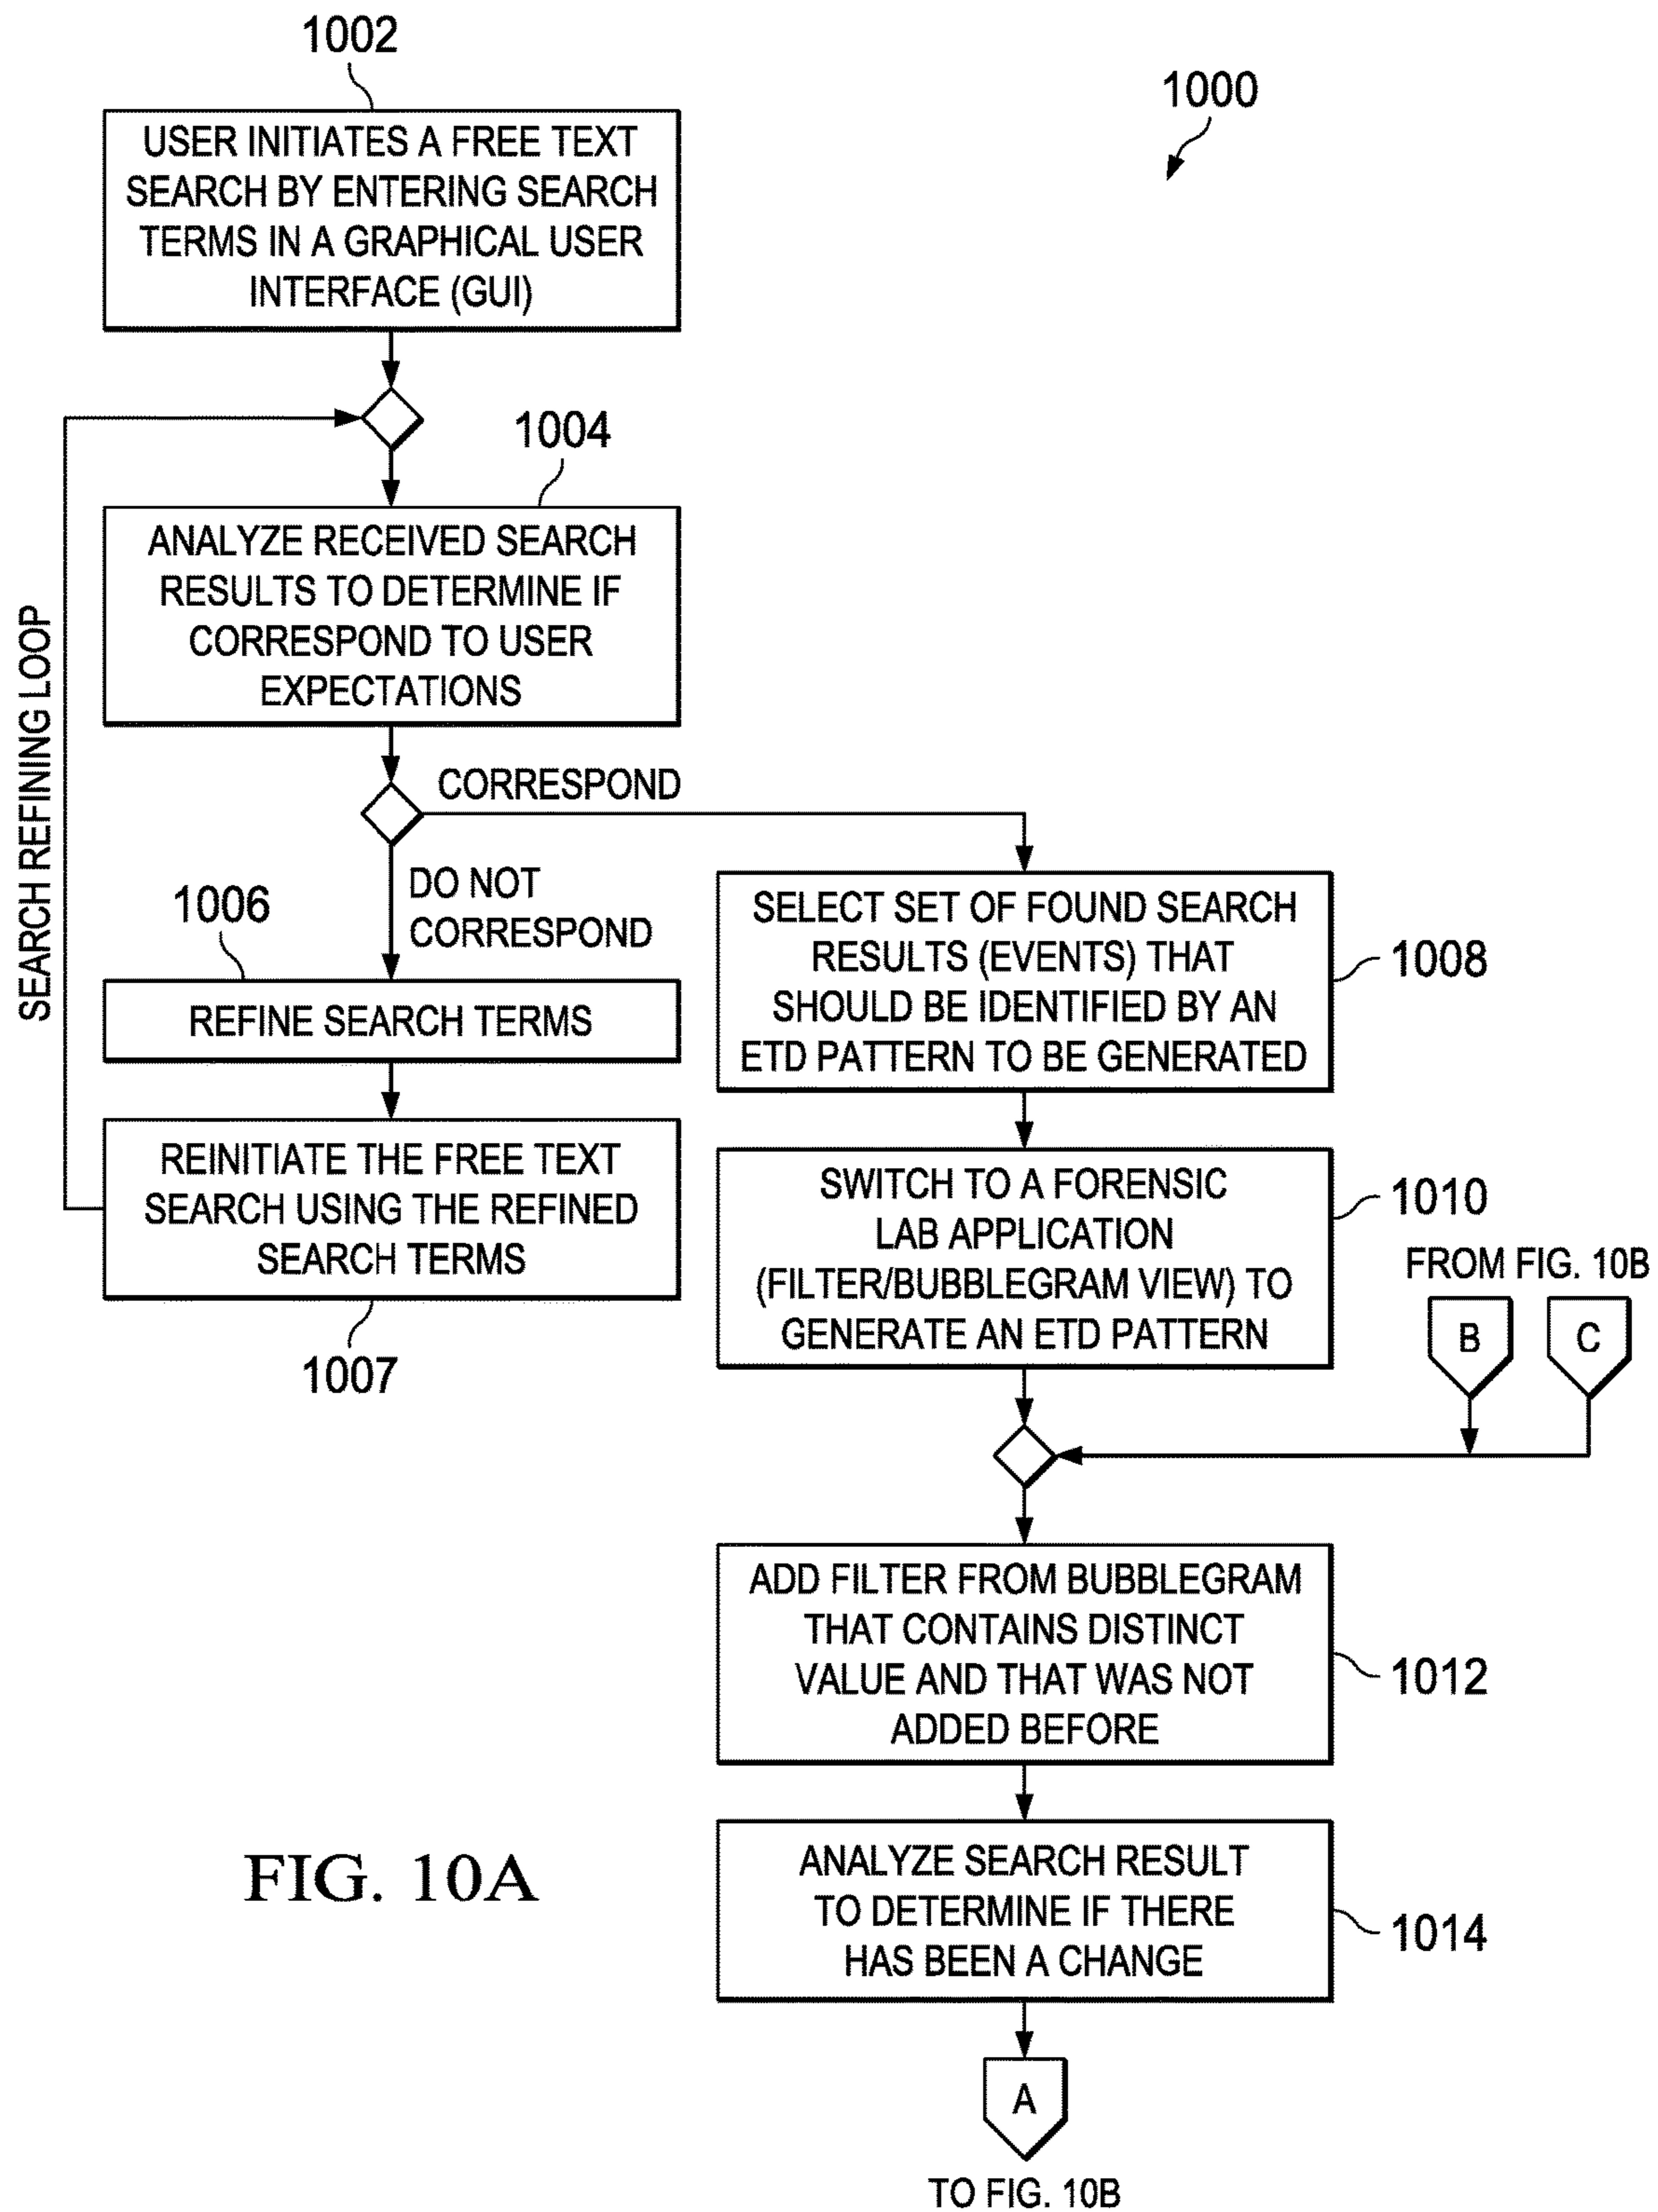 1002
1000
USER INITIATES A FREE TEXT
SEARCH BY ENTERING SEARCH
TERMS IN A GRAPHICAL USER
INTERFACE (GUI)
SEARCH REFINING LOOP
1004
ANALYZE RECEIVED SEARCH
RESULTS TO DETERMINE IF
CORRESPOND TO USER
EXPECTATIONS
CORRESPOND
DO NOT
CORRESPOND
1006
REFINE SEARCH TERMS
REINITIATE THE FREE TEXT
SEARCH USING THE REFINED
SEARCH TERMS
1007
SELECT SET OF FOUND SEARCH
RESULTS (EVENTS) THAT
SHOULD BE IDENTIFIED BY AN
ETD PATTERN TO BE GENERATED
1008
SWITCH TO A FORENSIC
LAB APPLICATION
(FILTER/BUBBLEGRAM VIEW) TO
GENERATE AN ETD PATTERN
1010
FROM FIG. 10B
B
C
ADD FILTER FROM BUBBLEGRAM
THAT CONTAINS DISTINCT
VALUE AND THAT WAS NOT
ADDED BEFORE
1012
ANALYZE SEARCH RESULT
TO DETERMINE IF THERE
HAS BEEN A CHANGE
1014
A
TO FIG. 10B
FIG. 10A